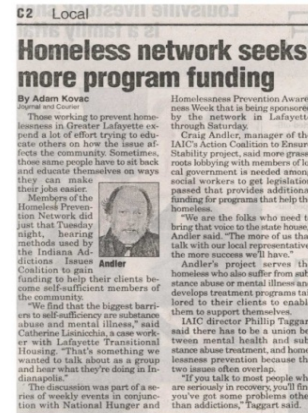 C2 Local
Homeless network seeks
more program funding
By Adam Kovac
Journal and Courier
Those working to prevent home-
lessness in Greater Lafayette ex-
pend a lot of effort trying to edu-
cate others on how the issue af-
fects the community. Sometimes,
those same people have to sit back
and educate themselves on ways
they can make
their jobs easier.
Members of the
Homeless Preven-
tion Network did
just that Tuesday
night, hearing
methods used by
the Indiana Ad-
dictions Issues
Coalition to gain
Andler
funding to help their clients be-
come self-sufficient members of
the community.
"We find that the biggest barri-
ers to self-sufficiency are substance
abuse and mental illness," said
Catherine Lisinicchia, a case work-
er with Lafayette Transitional
Housing. "That's something we
wanted to talk about as a group
and hear what they're doing in In-
dianapolis."
The discussion was part of a se-
ries of weekly events in conjunc-
tion with National Hunger and
Homelessness Prevention Aware-
ness Week that is being sponsored
by the network in Lafayette
through Saturday.
Craig Andler, manager of the
IAIC's Action Coalition to Ensure
Stability project, said more grass-
roots lobbying with members of lo-
cal government is needed among
social workers to get legislation
passed that provides additional
funding for programs that help the
homeless.
"We are the folks who need to
bring that voice to the state house,"
Andler said. "The more of us that
talk with our local representative
the more success we'll have."
Andler's project serves the
homeless who also suffer from sub-
stance abuse or mental illness and
develops treatment programs tai-
lored to their clients to enable
them to support themselves.
IAIC director Phillip Taggart
said there has to be a union be-
tween mental health and sub-
stance abuse treatment, and home-
lessness prevention because the
two issues often overlap.
"If you talk to most people who
are seriously in recovery, you'll find
you've got some problems other
than addictions," Taggart said.